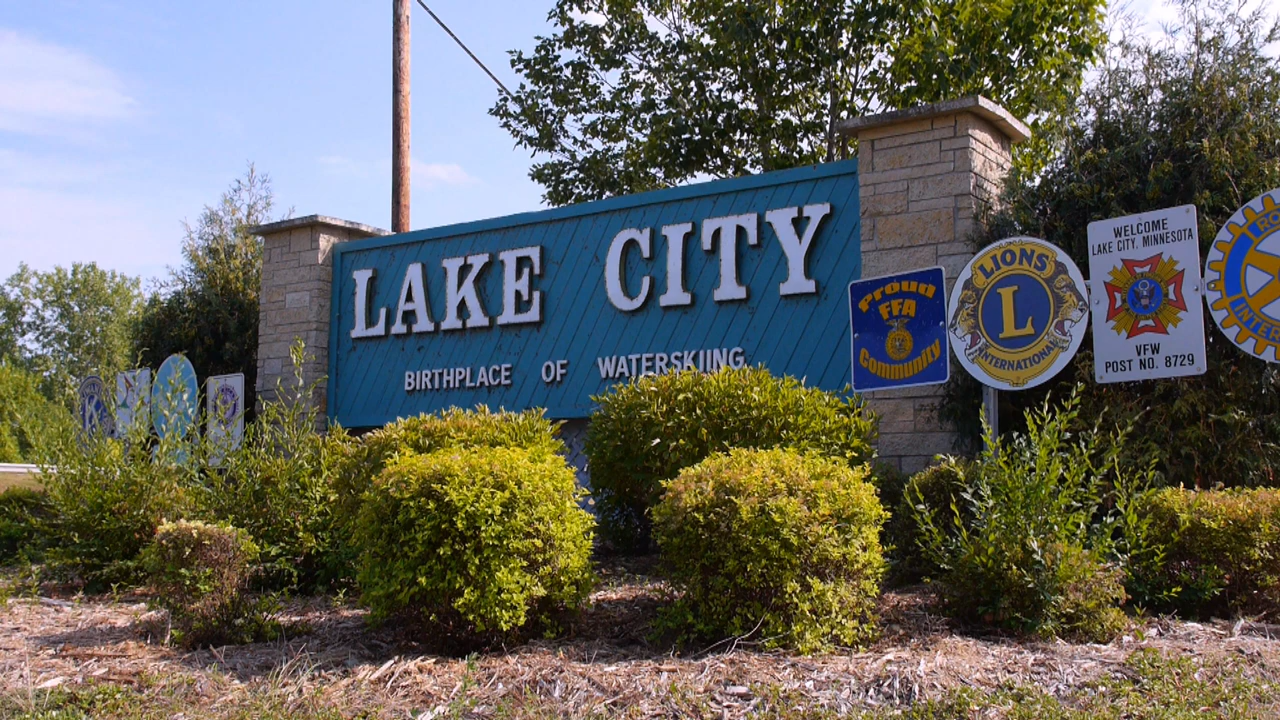 LAKE CITY
BIRTHPLACE OF WATERSKIING
Proud
FFA
Community
LIONS
L
INTERNATIONAL
WELCOME
LAKE CITY, MINNESOTA
VFW
POST NO. 8729